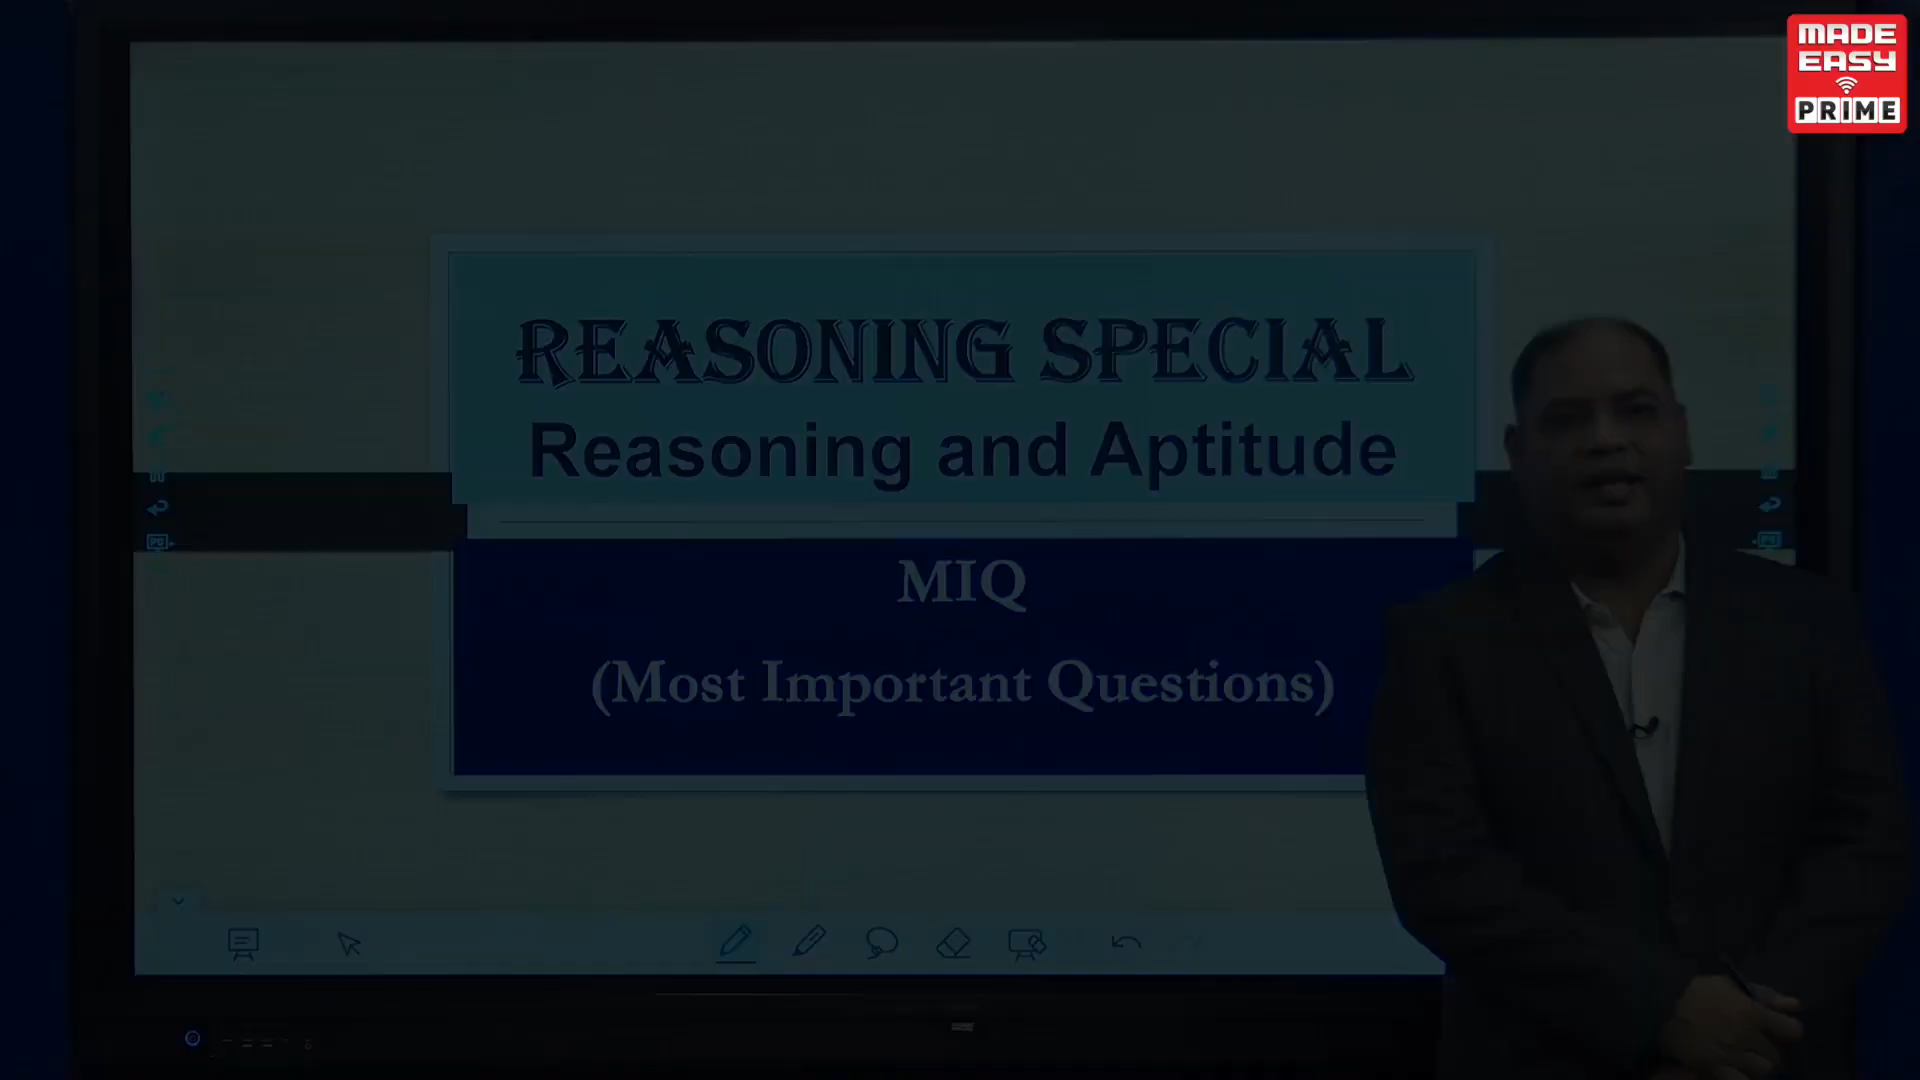 MADE
EASY
PRIME
REASONING SPECIAL
Reasoning and Aptitude
MIQ
(Most Important Questions)